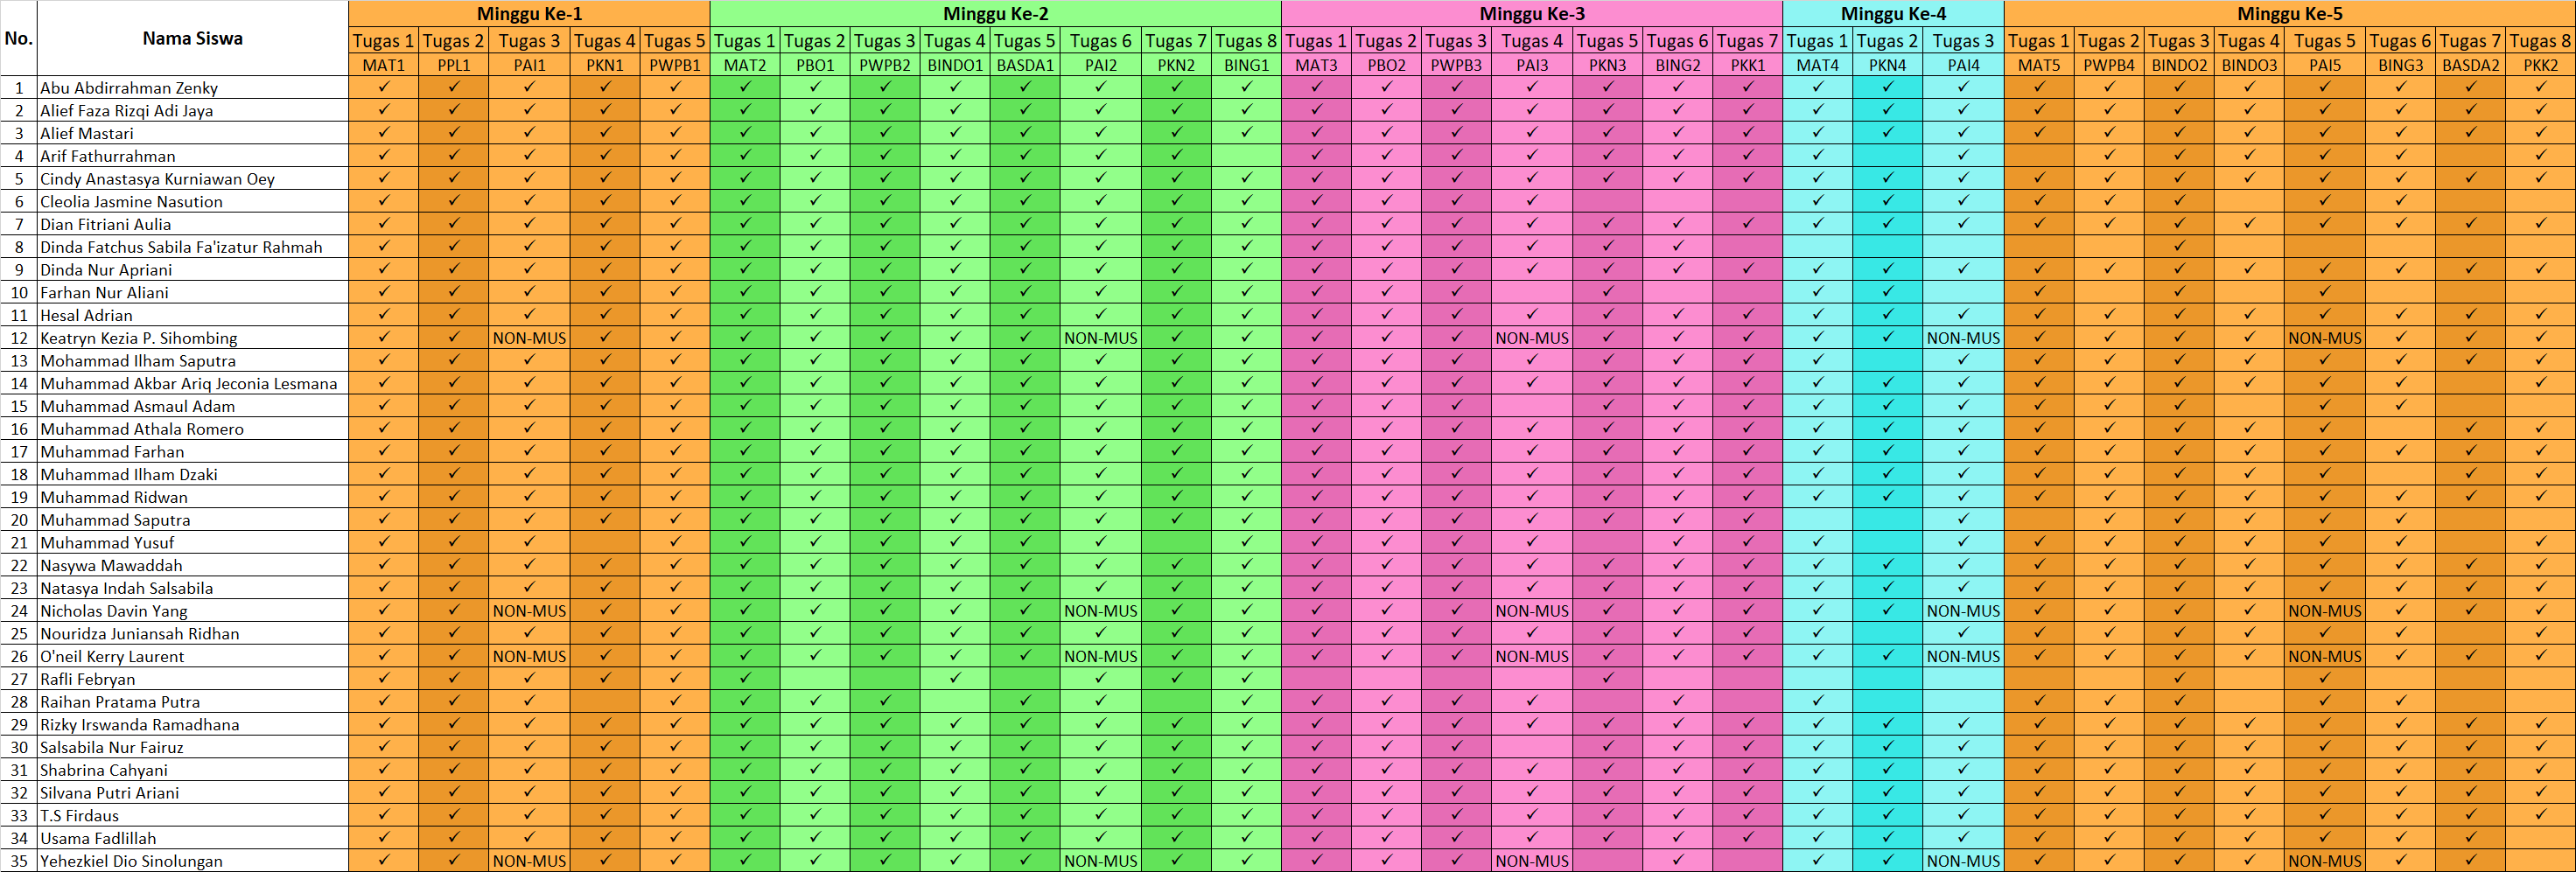 No. Nama Siswa Minggu Ke-1 Minggu Ke-2 Minggu Ke-3 Minggu Ke-4 Minggu Ke-5
Tugas 1 Tugas 2 Tugas 3 Tugas 4 Tugas 5 Tugas 1 Tugas 2 Tugas 3 Tugas 4 Tugas 5 Tugas 6 Tugas 7 Tugas 8 Tugas 1 Tugas 2 Tugas 3 Tugas 4 Tugas 5 Tugas 6 Tugas 7 Tugas 1 Tugas 2 Tugas 3 Tugas 1 Tugas 2 Tugas 3 Tugas 4 Tugas 5 Tugas 6 Tugas 7 Tugas 8
MAT1 PPL1 PAI1 PKN1 PWPB1 MAT2 PBO1 PWPB2 BINDO1 BASDA1 PAI2 PKN2 BING1 MAT3 PBO2 PWPB3 PAI3 PKN3 BING2 PKK1 MAT4 PKN4 PAI4 MAT5 PWPB4 BINDO2 BINDO3 PAI5 BING3 BASDA2 PKK2
1 Abu Abdirrahman Zenky
2 Alief Faza Rizqi Adi Jaya
3 Alief Mastari
4 Arif Fathurrahman
5 Cindy Anastasya Kurniawan Oey
6 Cleolia Jasmine Nasution
7 Dian Fitriani Aulia
8 Dinda Fatchus Sabila Fa'izatur Rahmah
9 Dinda Nur Apriani
10 Farhan Nur Aliani
11 Hesal Adrian
12 Keatryn Kezia P. Sihombing NON-MUS NON-MUS NON-MUS NON-MUS NON-MUS
13 Mohammad Ilham Saputra
14 Muhammad Akbar Ariq Jeconia Lesmana
15 Muhammad Asmaul Adam
16 Muhammad Athala Romero
17 Muhammad Farhan
18 Muhammad Ilham Dzaki
19 Muhammad Ridwan
20 Muhammad Saputra
21 Muhammad Yusuf
22 Nasywa Mawaddah
23 Natasya Indah Salsabila
24 Nicholas Davin Yang NON-MUS NON-MUS NON-MUS NON-MUS NON-MUS
25 Nouridza Juniansah Ridhan
26 O'neil Kerry Laurent NON-MUS NON-MUS NON-MUS NON-MUS NON-MUS
27 Rafli Febryan
28 Raihan Pratama Putra
29 Rizky Irswanda Ramadhana
30 Salsabila Nur Fairuz
31 Shabrina Cahyani
32 Silvana Putri Ariani
33 T.S Firdaus
34 Usama Fadlillah
35 Yehezkiel Dio Sinolungan NON-MUS NON-MUS NON-MUS NON-MUS NON-MUS